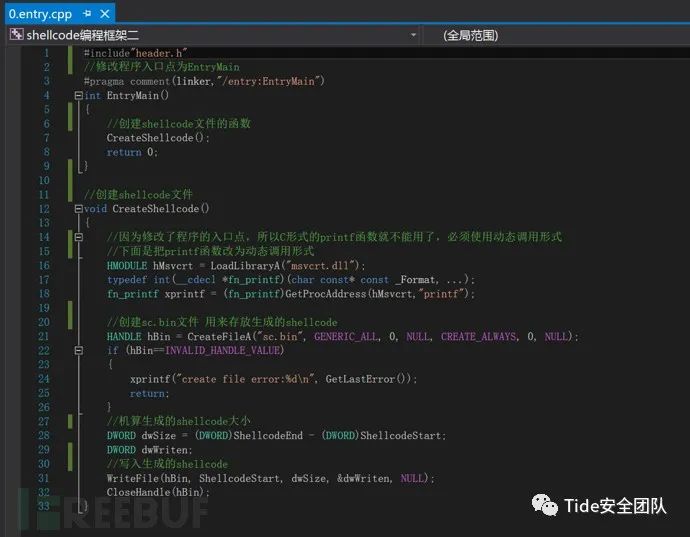 0.entry.cpp
shellcode编程框架二
(全局范围)
1 #include"header.h"
2 //修改程序入口点为EntryMain
3 #pragma comment(linker,"/entry:EntryMain")
4 int EntryMain()
5 {
6 //创建shellcode文件的函数
7 CreateShellcode();
8 return 0;
9 }
10
11 //创建shellcode文件
12 void CreateShellcode()
13 {
14 //因为修改了程序的入口点，所以C形式的printf函数就不能用了，必须使用动态调用形式
15 //下面是把printf函数改为动态调用形式
16 HMODULE hMsvcrt = LoadLibraryA("msvcrt.dll");
17 typedef int(__cdecl *fn_printf)(char const* const _Format, ...);
18 fn_printf xprintf = (fn_printf)GetProcAddress(hMsvcrt,"printf");
19
20 //创建sc.bin文件 用来存放生成的shellcode
21 HANDLE hBin = CreateFileA("sc.bin", GENERIC_ALL, 0, NULL, CREATE_ALWAYS, 0, NULL);
22 if (hBin==INVALID_HANDLE_VALUE)
23 {
24 xprintf("create file error:%d\n", GetLastError());
25 return;
26 }
27 //机算生成的shellcode大小
28 DWORD dwSize = (DWORD)ShellcodeEnd - (DWORD)ShellcodeStart;
29 DWORD dwWriten;
30 //写入生成的shellcode
31 WriteFile(hBin, ShellcodeStart, dwSize, &dwWriten, NULL);
32 CloseHandle(hBin);
33 }
FREEBUF
Tide安全团队